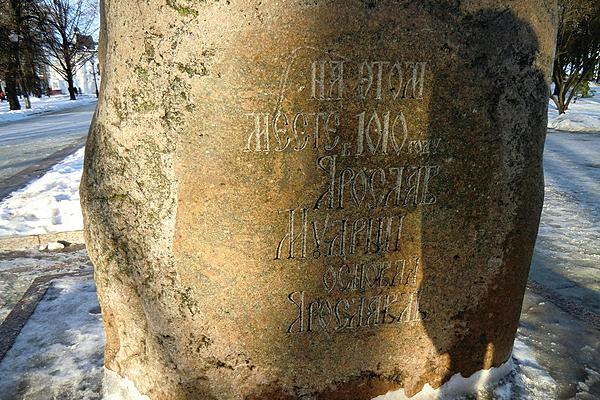 На этом
месте в 1010 году
Ярослав
Мудрый
основал
Ярославль